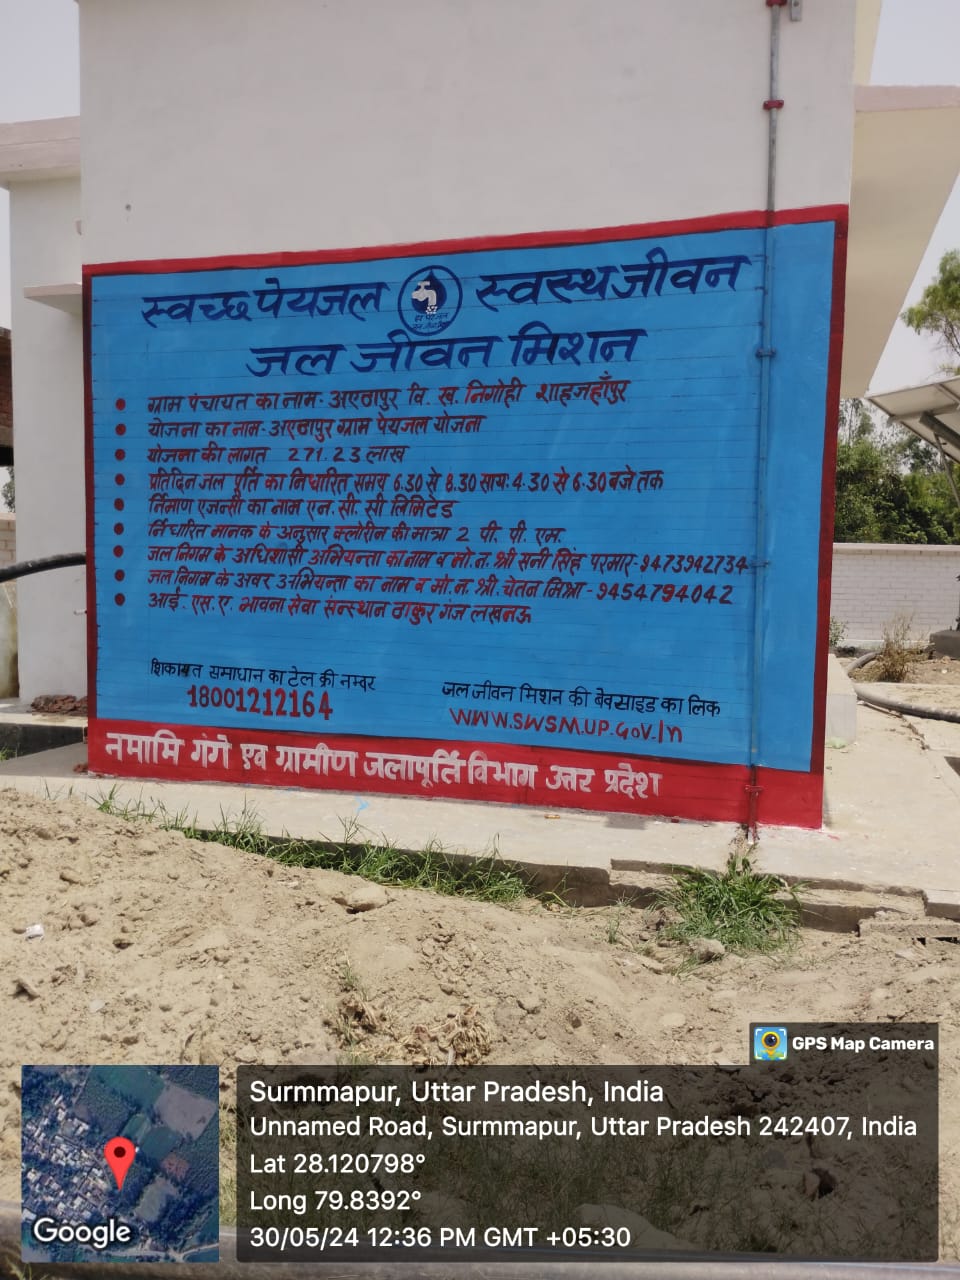 स्वच्छ पेयजल स्वस्थ जीवन
जल जीवन मिशन
• ग्राम पंचायत का नाम- अएठापुर वि. ख. निगोही शाहजहाँपुर
• योजना का नाम- अएठापुर ग्राम पेयजल योजना
• योजना की लागत 271.23 लाख
• प्रतिदिन जल पूर्ति का निर्धारित समय 6.30 से 8.30 सायः 4.30 से 6.30 बजे तक
• निर्माण एजन्सी का नाम एन. सी. सी लिमिटेड
• निर्धारित मानक के अनुसार क्लोरीन की मात्रा 2 पी. पी. एम.
• जल निगम के अधिशासी अभियन्ता का नाम व मो. न. श्री सनी सिंह परमार- 9473942734
• जल निगम के अवर अभियन्ता का नाम व मो. न. श्री. चेतन मिश्रा - 9454794042
• आई. एस. ए. भावना सेवा संन्स्थान ठाकुर गंज लखनऊ
शिकायत समाधान का टेल फ्री नम्बर
18001212164
जल जीवन मिशन की बेवसाइड का लिंक
WWW.SWSM.UP.Gov.In
नमामि गंगे एवं ग्रामीण जलापूर्ति विभाग उत्तर प्रदेश
GPS Map Camera
Surmmapur, Uttar Pradesh, India
Unnamed Road, Surmmapur, Uttar Pradesh 242407, India
Lat 28.120798°
Long 79.8392°
30/05/24 12:36 PM GMT +05:30
Google